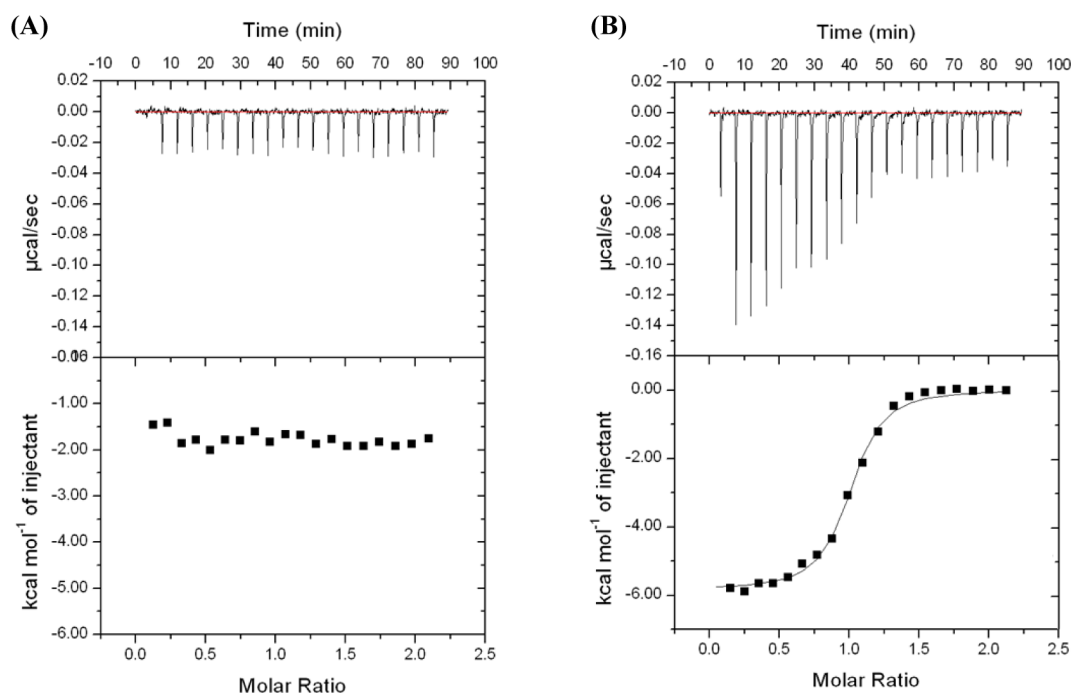 (A)
Time (min)
-10 0 10 20 30 40 50 60 70 80 90 100
0.02
0.00
-0.02
-0.04
-0.06
-0.08
-0.10
-0.12
-0.14
µcal/sec
-1.00
-2.00
-3.00
-4.00
-5.00
-6.00
kcal mol⁻¹ of injectant
0.0 0.5 1.0 1.5 2.0 2.5
Molar Ratio
(B)
Time (min)
-10 0 10 20 30 40 50 60 70 80 90 100
0.02
0.00
-0.02
-0.04
-0.06
-0.08
-0.10
-0.12
-0.14
-0.16
µcal/sec
0.00
-2.00
-4.00
-6.00
kcal mol⁻¹ of injectant
0.0 0.5 1.0 1.5 2.0 2.5
Molar Ratio